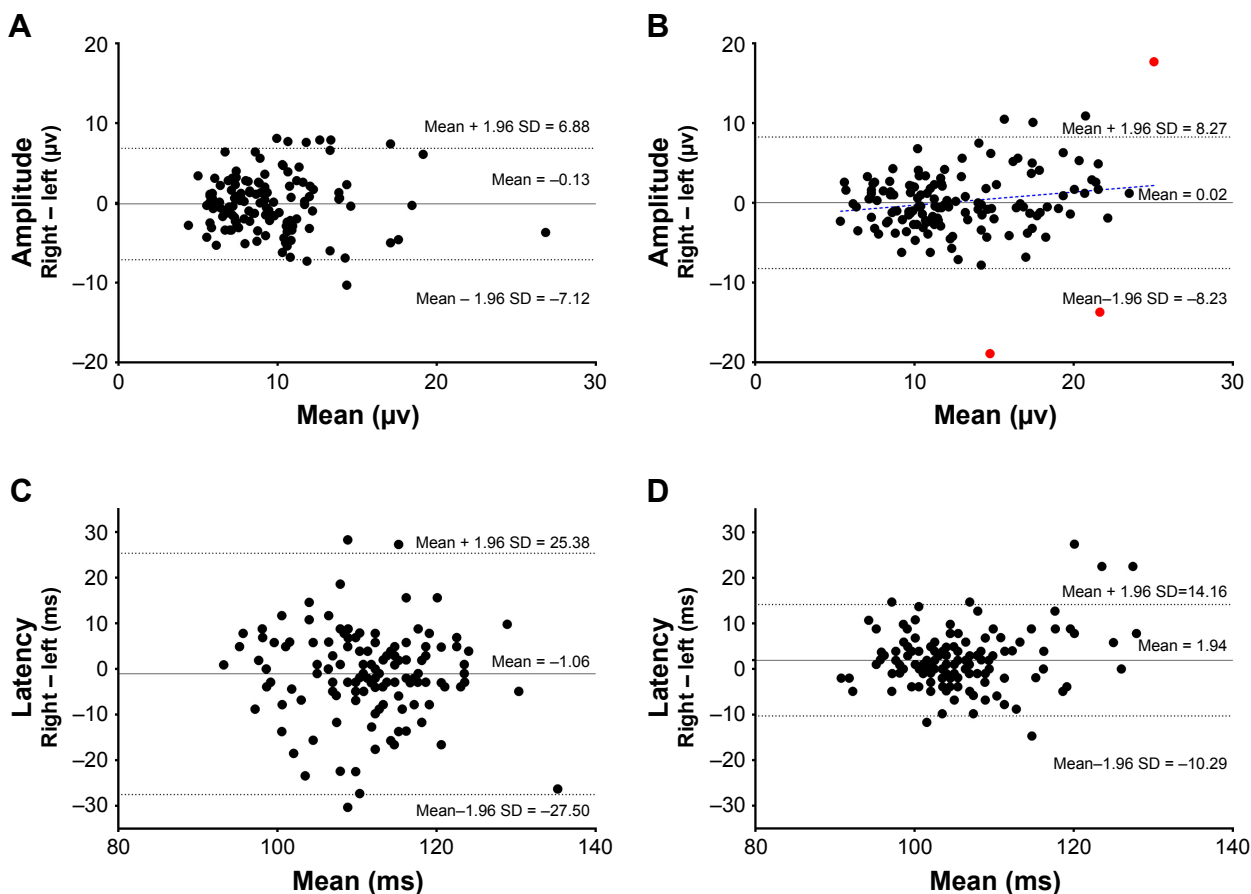 A
Amplitude
Right – left (µv)
20
10
0
–10
–20
Mean + 1.96 SD = 6.88
Mean = –0.13
Mean – 1.96 SD = –7.12
0
10
20
30
Mean (µv)
B
Amplitude
Right – left (µv)
20
10
0
–10
–20
Mean + 1.96 SD = 8.27
Mean = 0.02
Mean–1.96 SD = –8.23
0
10
20
30
Mean (µv)
C
Latency
Right – left (ms)
30
20
10
0
–10
–20
–30
Mean + 1.96 SD = 25.38
Mean = –1.06
Mean–1.96 SD = –27.50
80
100
120
140
Mean (ms)
D
Latency
Right – left (ms)
30
20
10
0
–10
–20
–30
Mean + 1.96 SD=14.16
Mean = 1.94
Mean–1.96 SD = –10.29
80
100
120
140
Mean (ms)